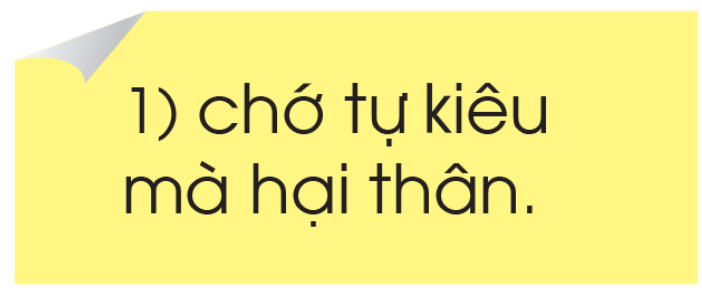 1) chớ tự kiêu
mà hại thân.